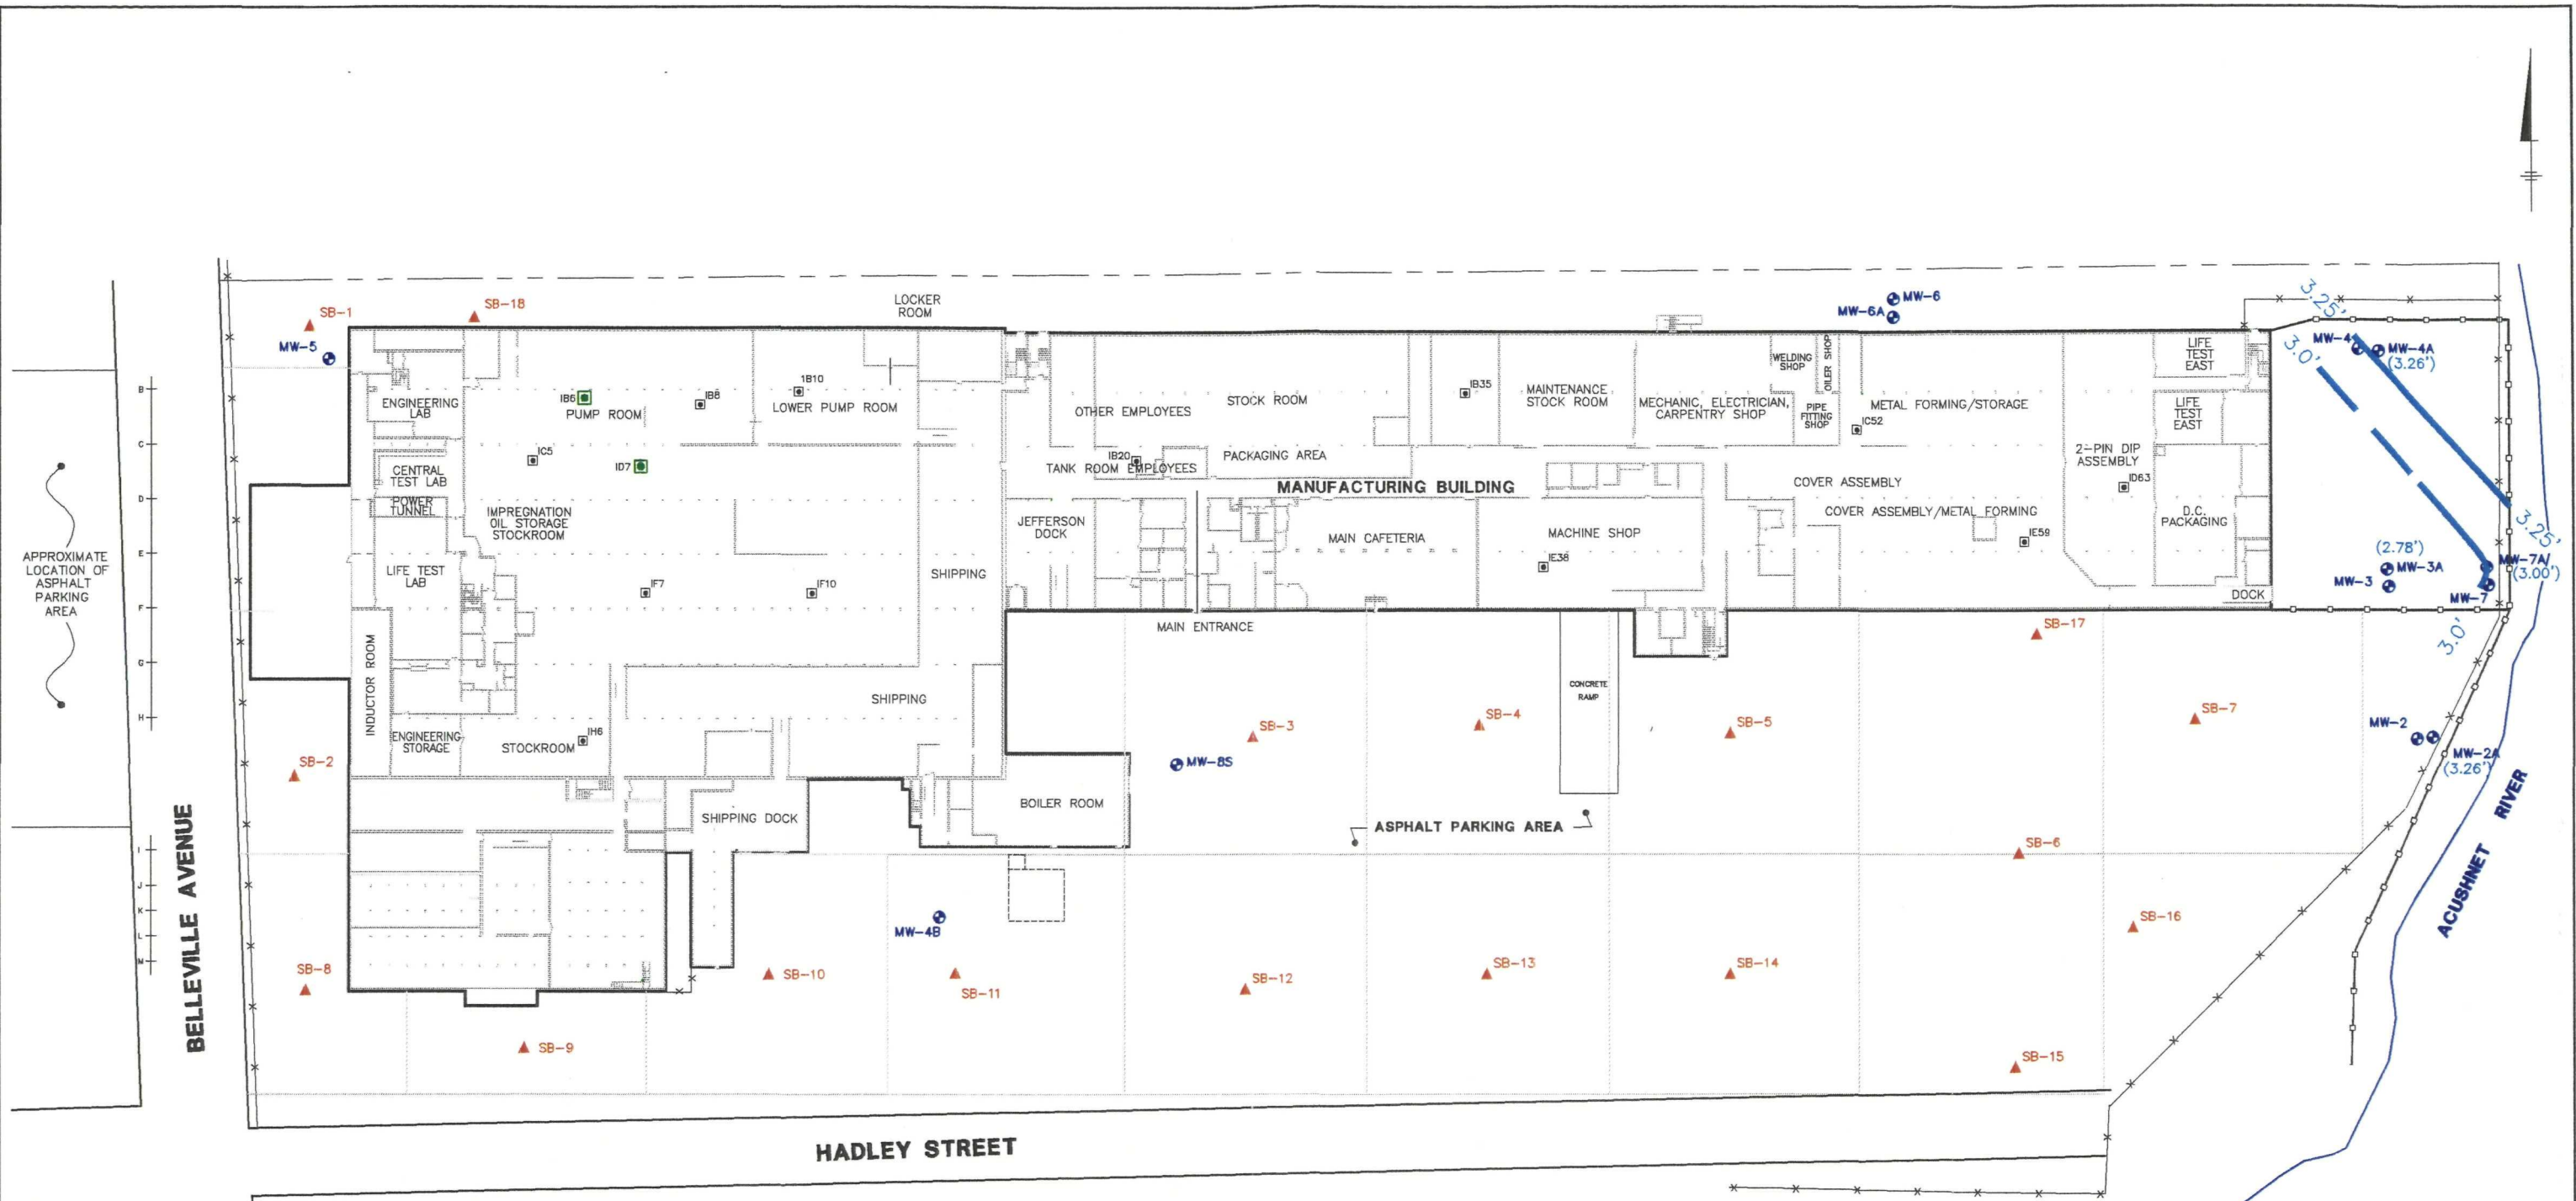 LOCKER
ROOM
SB-1
SB-18
MW-5
MW-6
MW-6A
3.25'
3.0'
MW-4
MW-4A
(3.26')
ENGINEERING
LAB
IB6
PUMP ROOM
IB8
1B10
LOWER PUMP ROOM
OTHER EMPLOYEES
STOCK ROOM
IB35
MAINTENANCE
STOCK ROOM
MECHANIC, ELECTRICIAN,
CARPENTRY SHOP
WELDING
SHOP
OILER SHOP
PIPE
FITTING
SHOP
METAL FORMING/STORAGE
IC52
LIFE
TEST
EAST
LIFE
TEST
EAST
2-PIN DIP
ASSEMBLY
ID63
D.C.
PACKAGING
IC5
ID7
CENTRAL
TEST LAB
POWER
TUNNEL
IMPREGNATION
OIL STORAGE
STOCKROOM
IB20
TANK ROOM EMPLOYEES
PACKAGING AREA
MANUFACTURING BUILDING
JEFFERSON
DOCK
MAIN CAFETERIA
MACHINE SHOP
IE38
COVER ASSEMBLY
COVER ASSEMBLY/METAL FORMING
IE59
LIFE TEST
LAB
IF7
IF10
SHIPPING
DOCK
(2.78')
MW-3A
MW-3
3.25'
MW-7A
(3.00')
MW-7
3.0'
B
C
D
E
F
G
H
I
J
K
L
M
APPROXIMATE
LOCATION OF
ASPHALT
PARKING
AREA
INDUCTOR ROOM
MAIN ENTRANCE
SB-17
SHIPPING
CONCRETE
RAMP
ENGINEERING
STORAGE
STOCKROOM
IH6
SB-2
SB-3
SB-4
SB-5
SB-7
MW-2
MW-2A
(3.26')
MW-8S
BOILER ROOM
SHIPPING DOCK
ASPHALT PARKING AREA
SB-6
ACUSHNET RIVER
BELLEVILLE AVENUE
MW-4B
SB-16
SB-8
SB-10
SB-11
SB-12
SB-13
SB-14
SB-9
SB-15
HADLEY STREET